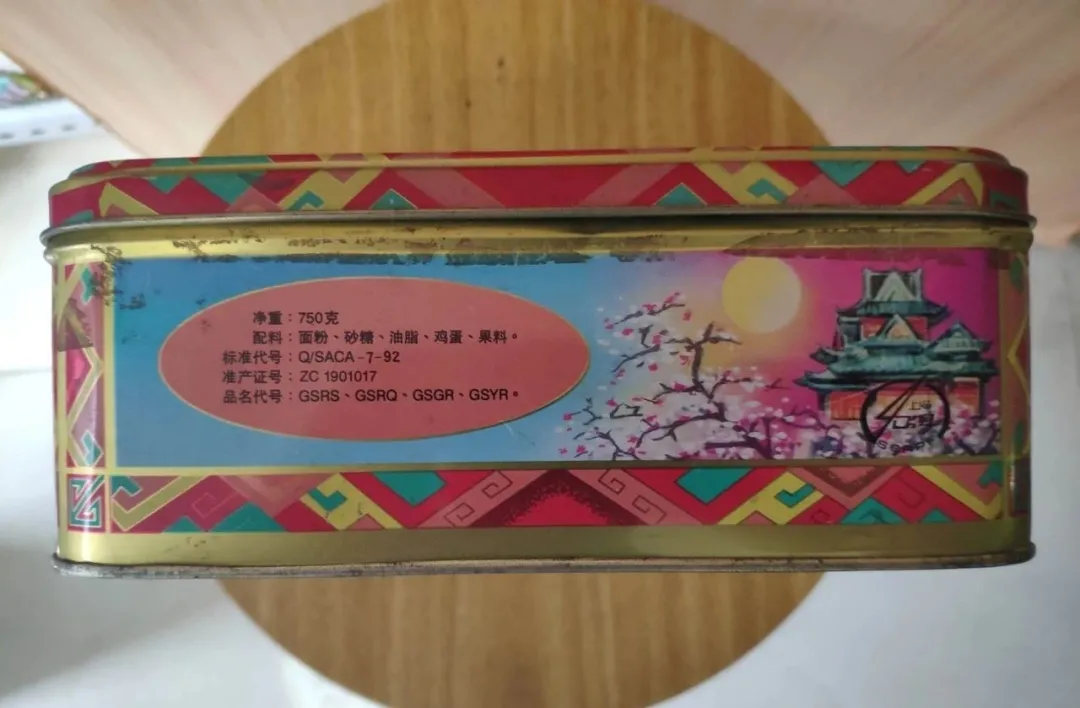 净重：750克
配料：面粉、砂糖、油脂、鸡蛋、果料。
标准代号：Q/SACA-7-92
准产证号：ZC 1901017
品名代号：GSRS、GSRQ、GSGR、GSYR。
上海